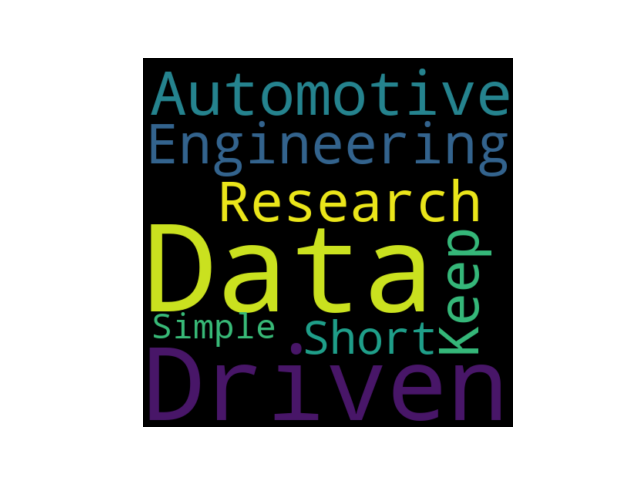 Automotive
Engineering
Research
Data
Keep
Simple
Short
Driven